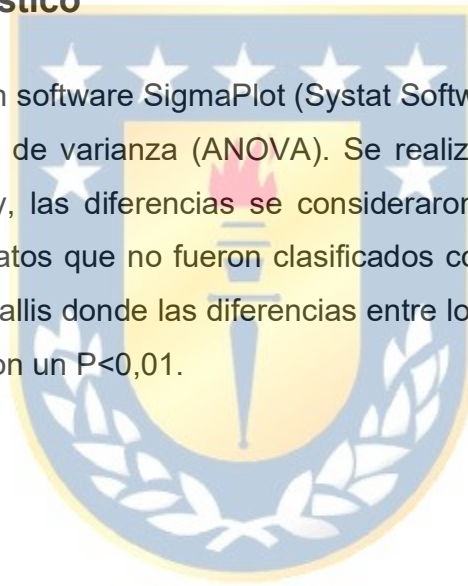 stico
n software SigmaPlot (Systat Softw
de varianza (ANOVA). Se realiz
y, las diferencias se consideraron
atos que no fueron clasificados co
allis donde las diferencias entre lo
on un P<0,01.